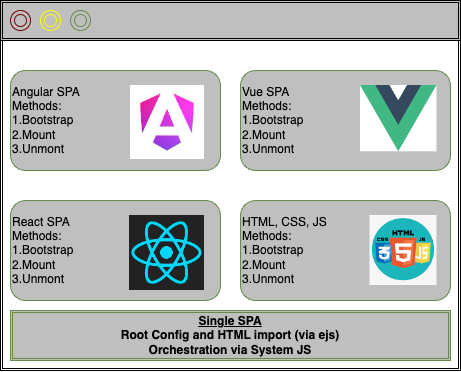 Angular SPA
Methods:
1.Bootstrap
2.Mount
3.Unmont
Vue SPA
Methods:
1.Bootstrap
2.Mount
3.Unmont
React SPA
Methods:
1.Bootstrap
2.Mount
3.Unmont
HTML, CSS, JS
Methods:
1.Bootstrap
2.Mount
3.Unmont
HTML
CSS
JS
3
5
JS
Single SPA
Root Config and HTML import (via ejs)
Orchestration via System JS